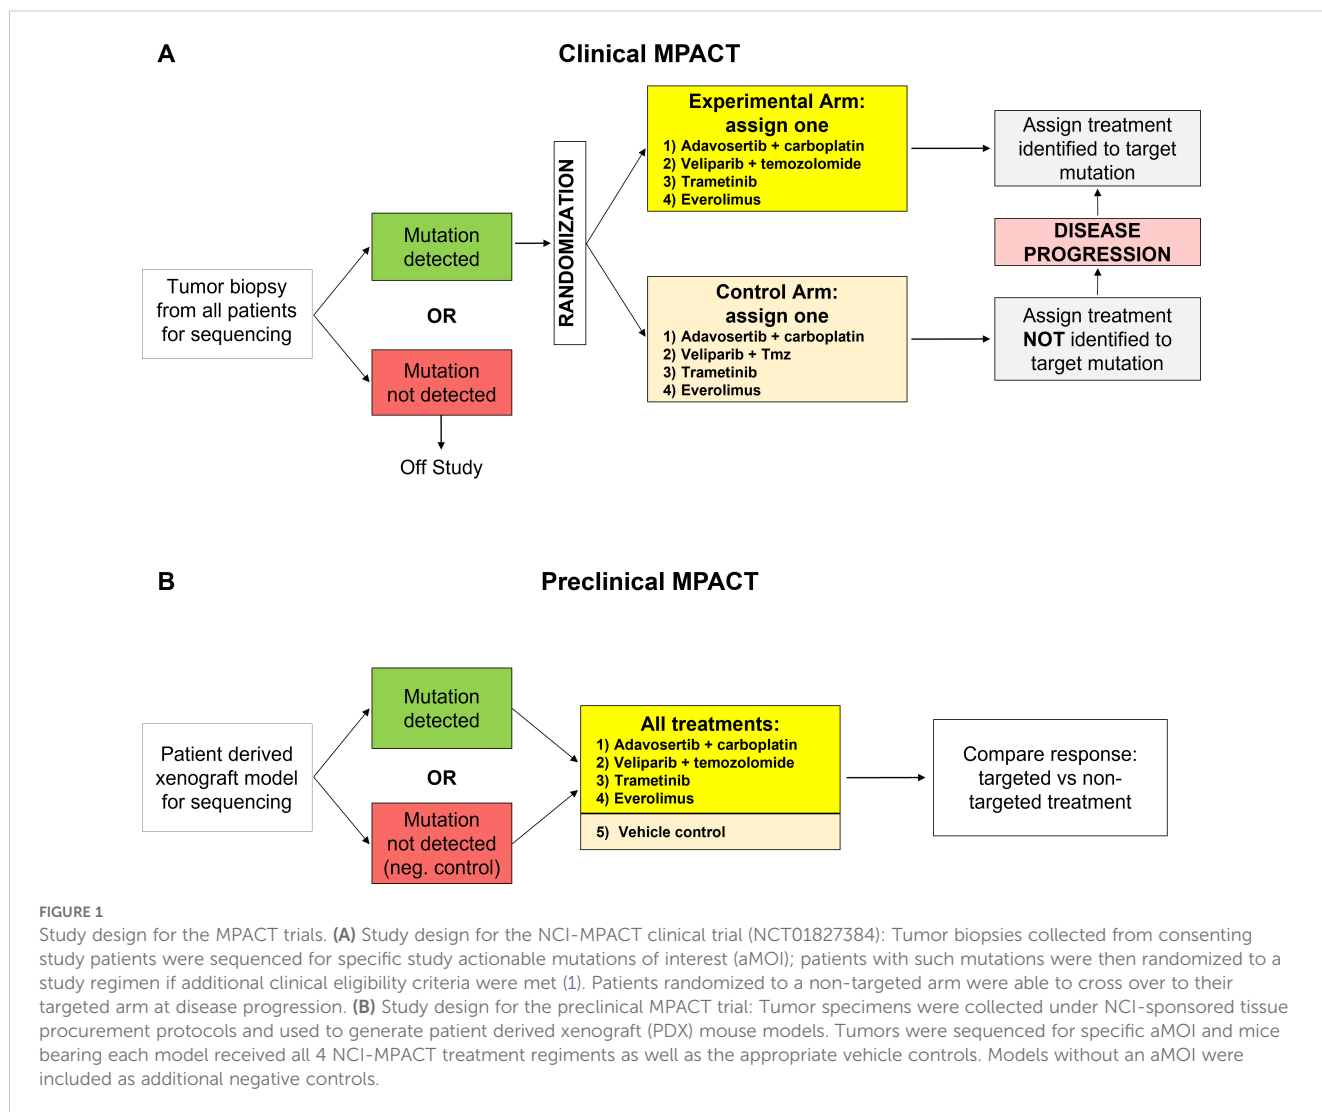 A
Clinical MPACT
Tumor biopsy
from all patients
for sequencing
Mutation
detected
OR
Mutation
not detected
Off Study
RANDOMIZATION
Experimental Arm:
assign one
1) Adavosertib + carboplatin
2) Veliparib + temozolomide
3) Trametinib
4) Everolimus
Control Arm:
assign one
1) Adavosertib + carboplatin
2) Veliparib + Tmz
3) Trametinib
4) Everolimus
Assign treatment
identified to target
mutation
DISEASE
PROGRESSION
Assign treatment
NOT identified to
target mutation
B
Preclinical MPACT
Patient derived
xenograft model
for sequencing
Mutation
detected
OR
Mutation
not detected
(neg. control)
All treatments:
1) Adavosertib + carboplatin
2) Veliparib + temozolomide
3) Trametinib
4) Everolimus
5) Vehicle control
Compare response:
targeted vs non-
targeted treatment
FIGURE 1
Study design for the MPACT trials. (A) Study design for the NCI-MPACT clinical trial (NCT01827384): Tumor biopsies collected from consenting
study patients were sequenced for specific study actionable mutations of interest (aMOI); patients with such mutations were then randomized to a
study regimen if additional clinical eligibility criteria were met (1). Patients randomized to a non-targeted arm were able to cross over to their
targeted arm at disease progression. (B) Study design for the preclinical MPACT trial: Tumor specimens were collected under NCI-sponsored tissue
procurement protocols and used to generate patient derived xenograft (PDX) mouse models. Tumors were sequenced for specific aMOI and mice
bearing each model received all 4 NCI-MPACT treatment regiments as well as the appropriate vehicle controls. Models without an aMOI were
included as additional negative controls.